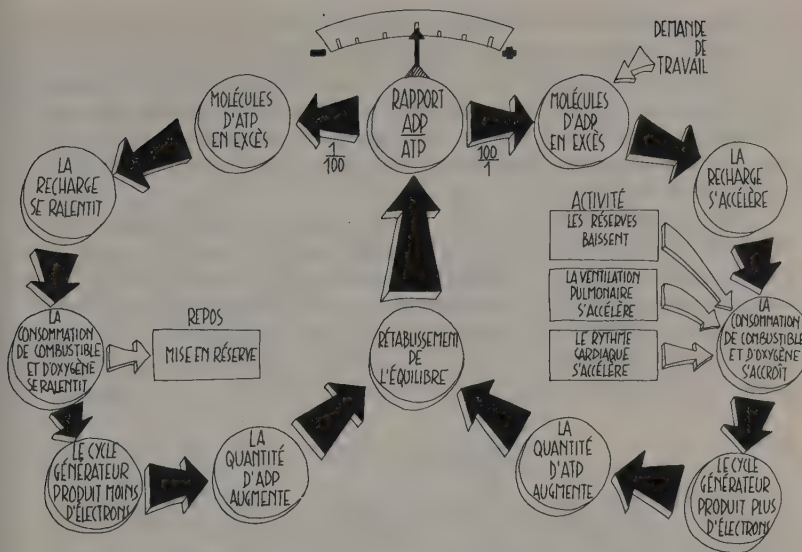 -
+
DEMANDE
DE
TRAVAIL
MOLÉCULES
D'ATP
EN EXCÈS
1
100
RAPPORT
ADP
ATP
100
1
MOLÉCULES
D'ADP
EN EXCÈS
LA
RECHARGE
SE RALENTIT
LA
RECHARGE
S'ACCÉLÈRE
LA
CONSOMMATION
DE COMBUSTIBLE
ET D'OXYGÈNE
SE RALENTIT
REPOS
MISE EN RÉSERVE
RÉTABLISSEMENT
DE
L'ÉQUILIBRE
ACTIVITÉ
LES RÉSERVES
BAISSENT
LA VENTILATION
PULMONAIRE
S'ACCÉLÈRE
LE RYTHME
CARDIAQUE
S'ACCÉLÈRE
LA
CONSOMMATION
DE COMBUSTIBLE
ET D'OXYGÈNE
S'ACCROÎT
LE CYCLE
GÉNÉRATEUR
PRODUIT MOINS
D'ÉLECTRONS
LA
QUANTITÉ
D'ADP
AUGMENTE
LA
QUANTITÉ
D'ATP
AUGMENTE
LE CYCLE
GÉNÉRATEUR
PRODUIT PLUS
D'ÉLECTRONS